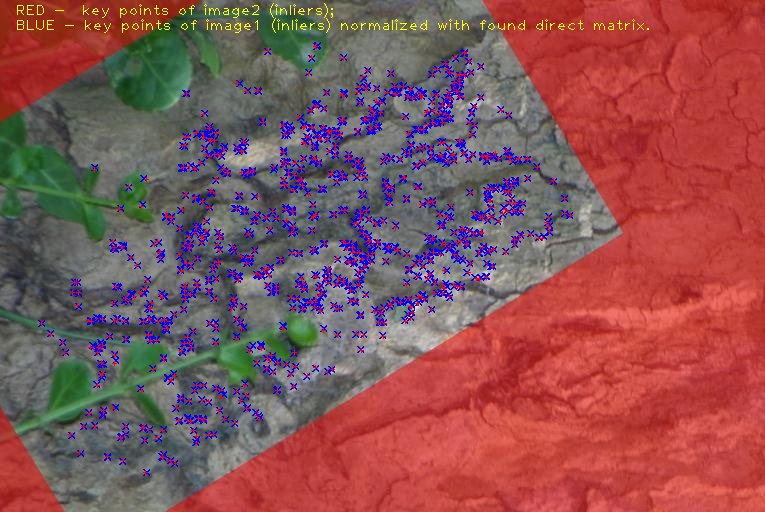 RED - key points of image2 (inliers);
BLUE - key points of image1 (inliers) normalized with found direct matrix.